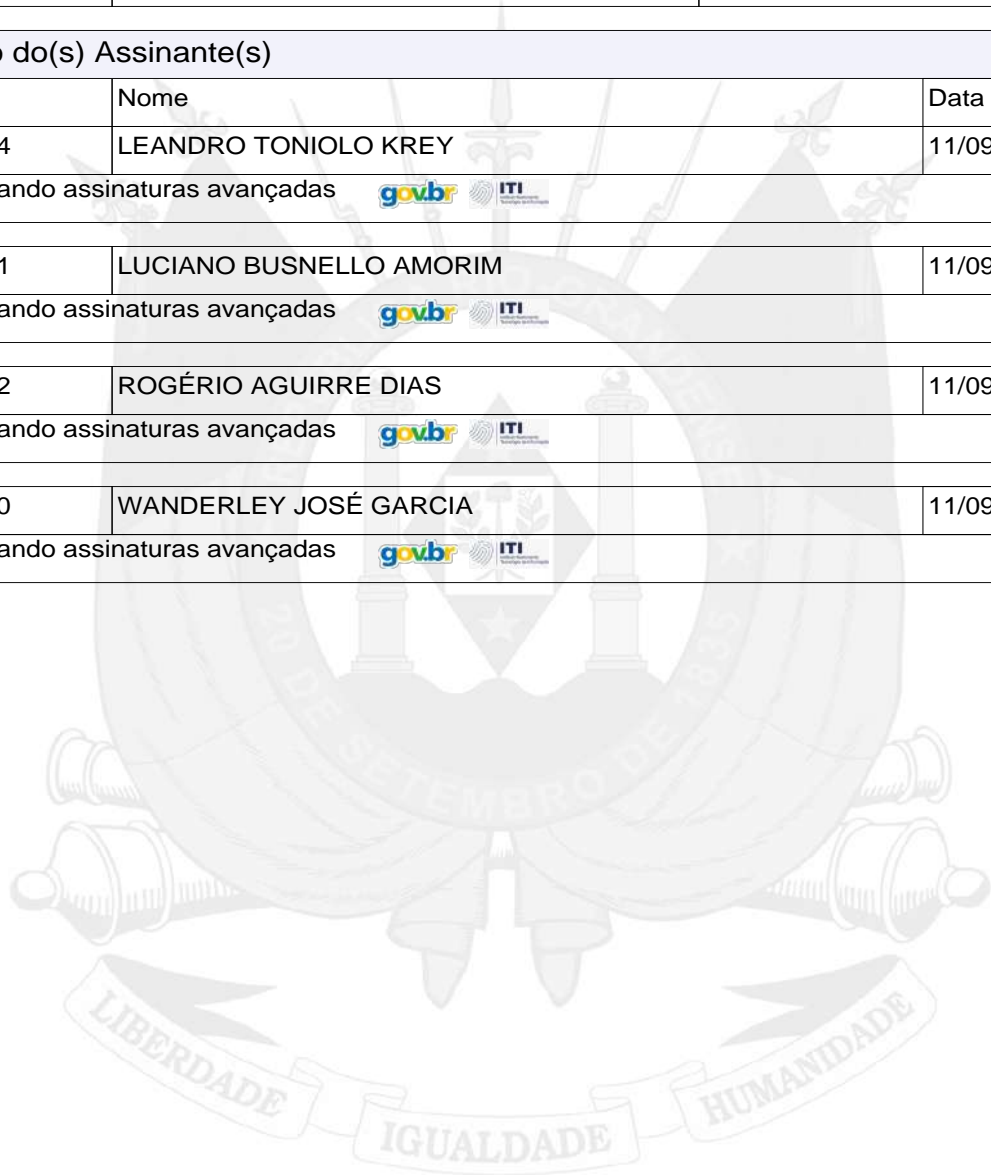 o do(s) Assinante(s)
Nome Data
4 LEANDRO TONIOLO KREY 11/09
ando assinaturas avançadas gov.br ITI
1 LUCIANO BUSNELLO AMORIM 11/09
ando assinaturas avançadas gov.br ITI
2 ROGÉRIO AGUIRRE DIAS 11/09
ando assinaturas avançadas gov.br ITI
0 WANDERLEY JOSÉ GARCIA 11/09
ando assinaturas avançadas gov.br ITI
20 DE SETEMBRO DE 1835
LIBERDADE IGUALDADE HUMANIDADE